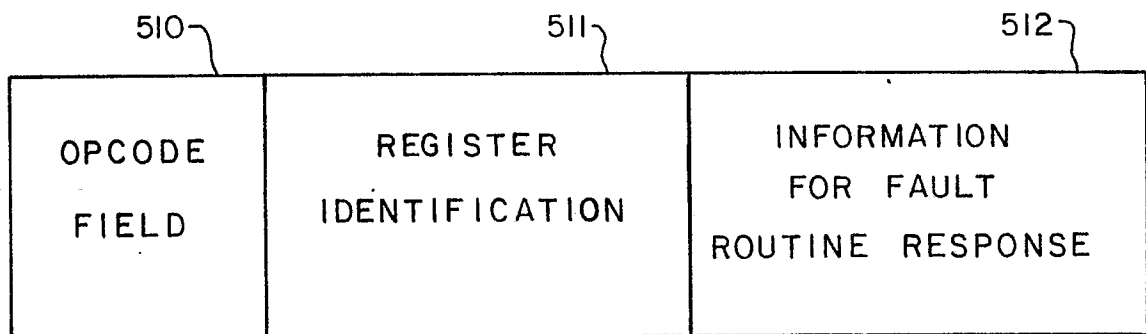 510
511
512
OPCODE
FIELD
REGISTER
IDENTIFICATION
INFORMATION
FOR FAULT
ROUTINE RESPONSE